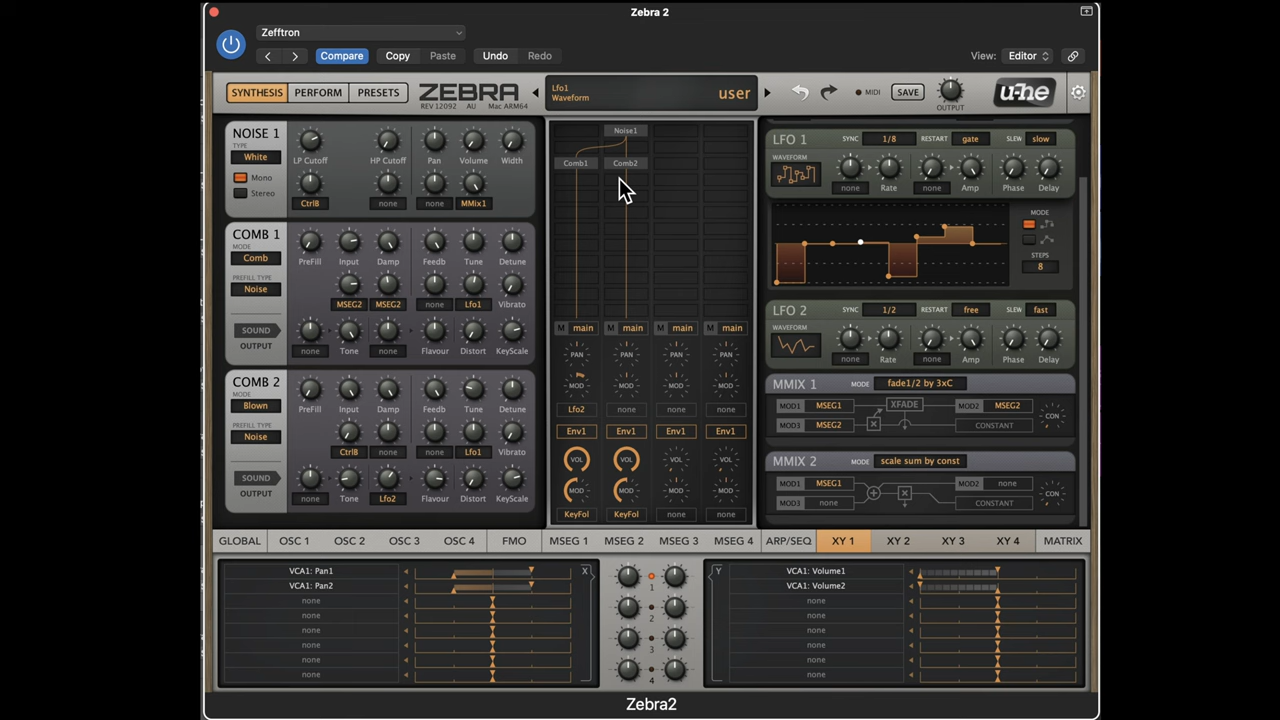 Zebra 2
Zefftron
Compare
Copy
Paste
Undo
Redo
View:
Editor
SYNTHESIS
PERFORM
PRESETS
ZEBRA
REV 12092 AU Mac ARM64
Lfo1
Waveform
user
MIDI
SAVE
OUTPUT
u-he
NOISE 1
TYPE
White
Mono
Stereo
LP Cutoff
HP Cutoff
Pan
Volume
Width
Ctrl8
none
none
MMix1
COMB 1
MODE
Comb
PREFILL TYPE
Noise
SOUND
OUTPUT
PreFill
Input
Damp
Feedb
Tune
Detune
MSEG2
MSEG2
none
Lfo1
Vibrato
none
Tone
none
Flavour
Distort
KeyScale
COMB 2
MODE
Blown
PREFILL TYPE
Noise
SOUND
OUTPUT
PreFill
Input
Damp
Feedb
Tune
Detune
Ctrl8
none
none
Lfo1
Vibrato
none
Tone
Lfo2
Flavour
Distort
KeyScale
Noise1
Comb1
Comb2
M main
M main
M main
M main
PAN
PAN
PAN
PAN
MOD
MOD
MOD
MOD
Lfo2
none
none
none
Env1
Env1
Env1
Env1
VOL
VOL
VOL
VOL
MOD
MOD
MOD
MOD
KeyFol
KeyFol
none
none
LFO 1
SYNC
1/8
RESTART
gate
SLEW
slow
WAVEFORM
none
Rate
none
Amp
Phase
Delay
MODE
STEPS
8
LFO 2
SYNC
1/2
RESTART
free
SLEW
fast
WAVEFORM
none
Rate
none
Amp
Phase
Delay
MMIX 1
MODE
fade1/2 by 3xC
MOD1 MSEG1
XFADE
MOD2 MSEG2
MOD3 MSEG2
CONSTANT
CON
MMIX 2
MODE
scale sum by const
MOD1 MSEG1
MOD2 none
MOD3 none
CONSTANT
CON
GLOBAL
OSC 1
OSC 2
OSC 3
OSC 4
FMO
MSEG 1
MSEG 2
MSEG 3
MSEG 4
ARP/SEQ
XY 1
XY 2
XY 3
XY 4
MATRIX
VCA1: Pan1
VCA1: Pan2
none
none
none
none
none
none
X
1
2
3
4
Y
VCA1: Volume1
VCA1: Volume2
none
none
none
none
none
none
Zebra2